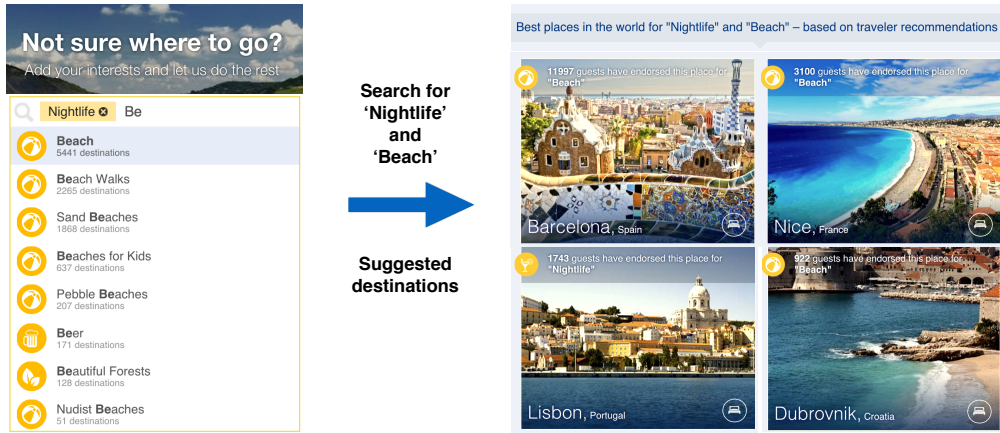 Not sure where to go?
Add your interests and let us do the rest
Nightlife Be
Beach
5441 destinations
Beach Walks
2265 destinations
Sand Beaches
1868 destinations
Beaches for Kids
637 destinations
Pebble Beaches
207 destinations
Beer
171 destinations
Beautiful Forests
128 destinations
Nudist Beaches
51 destinations
Search for
‘Nightlife’
and
‘Beach’
Suggested
destinations
Best places in the world for "Nightlife" and "Beach" – based on traveler recommendations
11997 guests have endorsed this place for
"Beach"
Barcelona, Spain
3100 guests have endorsed this place for
"Beach"
Nice, France
1743 guests have endorsed this place for
"Nightlife"
Lisbon, Portugal
922 guests have endorsed this place for
"Beach"
Dubrovnik, Croatia